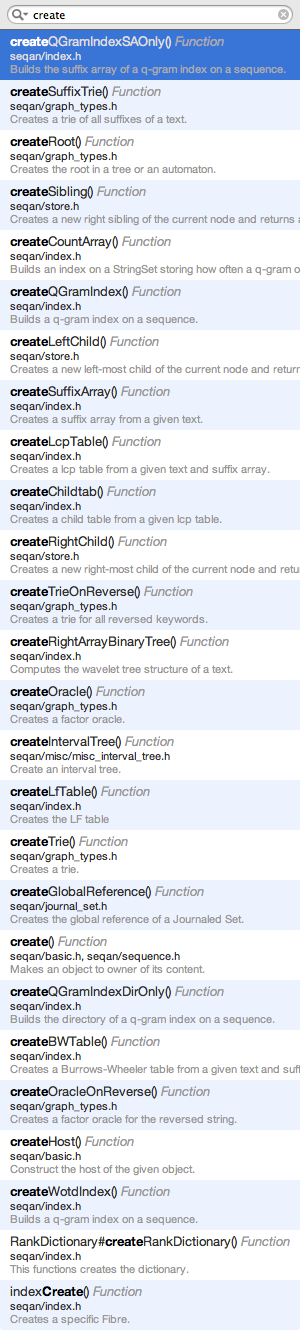 create
createQGramIndexSAOnly() Function
seqan/index.h
Builds the suffix array of a q-gram index on a sequence.
createSuffixTrie() Function
seqan/graph_types.h
Creates a trie of all suffixes of a text.
createRoot() Function
seqan/graph_types.h
Creates the root in a tree or an automaton.
createSibling() Function
seqan/store.h
Creates a new right sibling of the current node and returns a
createCountArray() Function
seqan/index.h
Builds an index on a StringSet storing how often a q-gram o
createQGramIndex() Function
seqan/index.h
Builds a q-gram index on a sequence.
createLeftChild() Function
seqan/store.h
Creates a new left-most child of the current node and return
createSuffixArray() Function
seqan/index.h
Creates a suffix array from a given text.
createLcpTable() Function
seqan/index.h
Creates a lcp table from a given text and suffix array.
createChildtab() Function
seqan/index.h
Creates a child table from a given lcp table.
createRightChild() Function
seqan/store.h
Creates a new right-most child of the current node and retu
createTrieOnReverse() Function
seqan/graph_types.h
Creates a trie for all reversed keywords.
createRightArrayBinaryTree() Function
seqan/index.h
Computes the wavelet tree structure of a text.
createOracle() Function
seqan/graph_types.h
Creates a factor oracle.
createIntervalTree() Function
seqan/misc/misc_interval_tree.h
Create an interval tree.
createLfTable() Function
seqan/index.h
Creates the LF table
createTrie() Function
seqan/graph_types.h
Creates a trie.
createGlobalReference() Function
seqan/journal_set.h
Creates the global reference of a Journaled Set.
create() Function
seqan/basic.h, seqan/sequence.h
Makes an object to owner of its content.
createQGramIndexDirOnly() Function
seqan/index.h
Builds the directory of a q-gram index on a sequence.
createBWTable() Function
seqan/index.h
Creates a Burrows-Wheeler table from a given text and suff
createOracleOnReverse() Function
seqan/graph_types.h
Creates a factor oracle for the reversed string.
createHost() Function
seqan/basic.h
Construct the host of the given object.
createWotdIndex() Function
seqan/index.h
Builds a q-gram index on a sequence.
RankDictionary#createRankDictionary() Function
seqan/index.h
This functions creates the dictionary.
indexCreate() Function
seqan/index.h
Creates a specific Fibre.